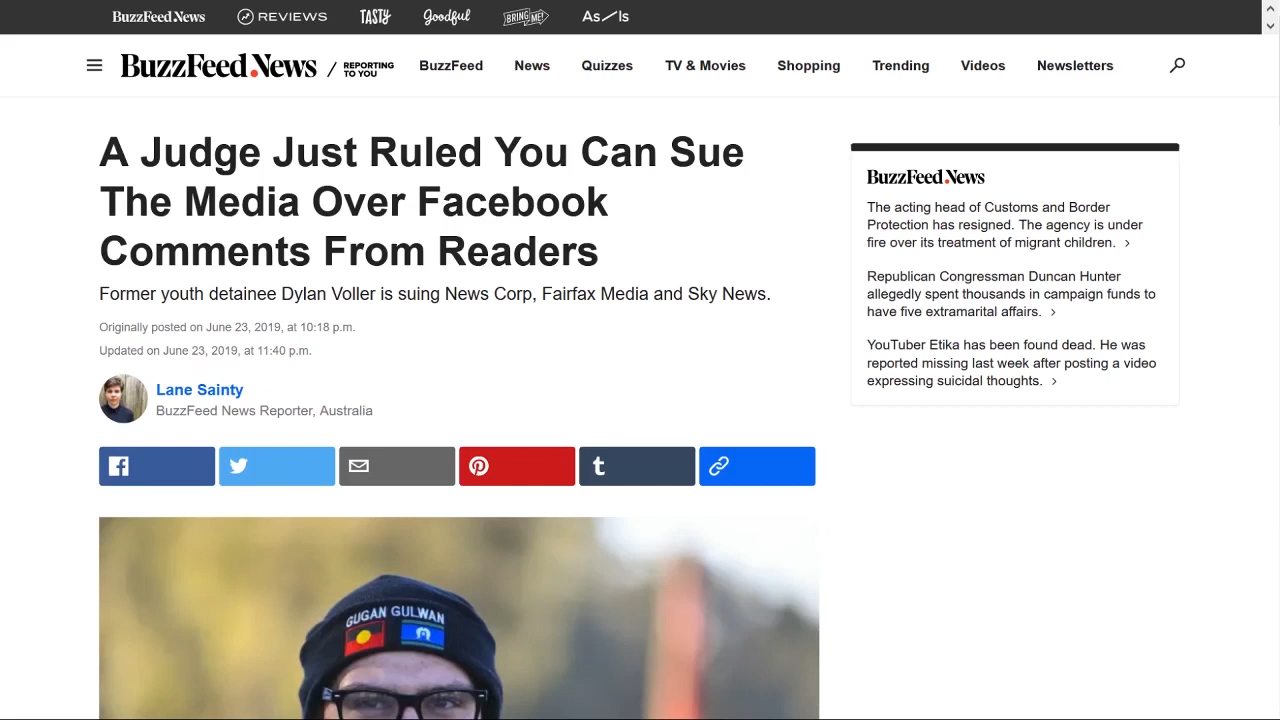 BuzzFeed News
REVIEWS
TASTY
Goodful
BRING ME!
As/Is
BuzzFeed News / REPORTING TO YOU
BuzzFeed
News
Quizzes
TV & Movies
Shopping
Trending
Videos
Newsletters
A Judge Just Ruled You Can Sue
The Media Over Facebook
Comments From Readers
Former youth detainee Dylan Voller is suing News Corp, Fairfax Media and Sky News.
Originally posted on June 23, 2019, at 10:18 p.m.
Updated on June 23, 2019, at 11:40 p.m.
Lane Sainty
BuzzFeed News Reporter, Australia
GUGAN GULWAN
BuzzFeed News
The acting head of Customs and Border
Protection has resigned. The agency is under
fire over its treatment of migrant children.
Republican Congressman Duncan Hunter
allegedly spent thousands in campaign funds to
have five extramarital affairs.
YouTuber Etika has been found dead. He was
reported missing last week after posting a video
expressing suicidal thoughts.